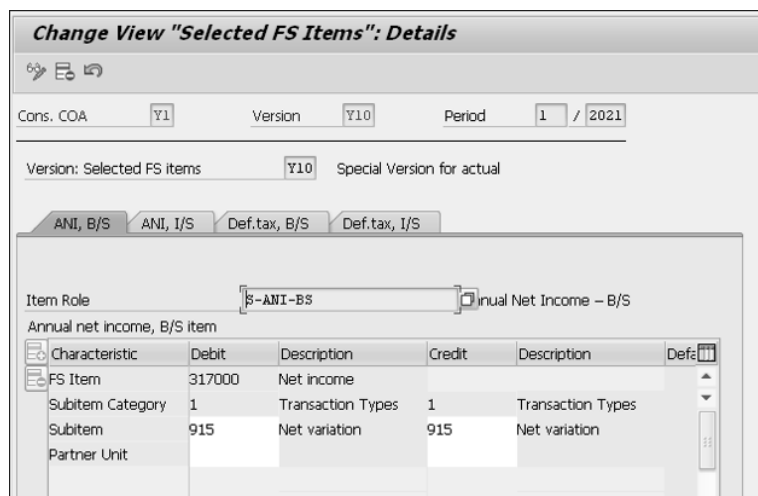 Change View "Selected FS Items": Details
Cons. COA Y1 Version Y10 Period 1 / 2021
Version: Selected FS items Y10 Special Version for actual
ANI, B/S ANI, I/S Def.tax, B/S Def.tax, I/S
Item Role S-ANI-BS nual Net Income – B/S
Annual net income, B/S item
Characteristic Debit Description Credit Description Defa
FS Item 317000 Net income
Subitem Category 1 Transaction Types 1 Transaction Types
Subitem 915 Net variation 915 Net variation
Partner Unit